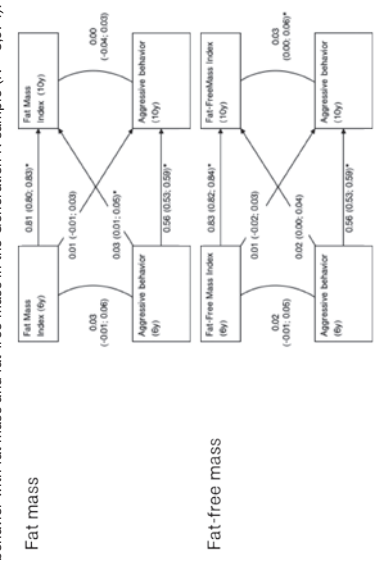 behavior with fat mass and fat-free mass in the Generation R sample (N =
Fat mass
Fat Mass
Index (6y)
0.81 (0.80; 0.83)*
Fat Mass
Index (10y)
0.03
(-0.01; 0.06)
0.01 (-0.01; 0.03)
0.03 (0.01; 0.05)*
0.00
(-0.04; 0.03)
Aggressive behavior
(6y)
0.56 (0.53; 0.59)*
Aggressive behavior
(10y)
Fat-free mass
Fat-Free Mass Index
(6y)
0.83 (0.82; 0.84)*
Fat-FreeMass Index
(10y)
0.02
(-0.01; 0.05)
0.01 (-0.02; 0.03)
0.02 (0.00; 0.04)
0.03
(0.00; 0.06)*
Aggressive behavior
(6y)
0.56 (0.53; 0.59)*
Aggressive behavior
(10y)